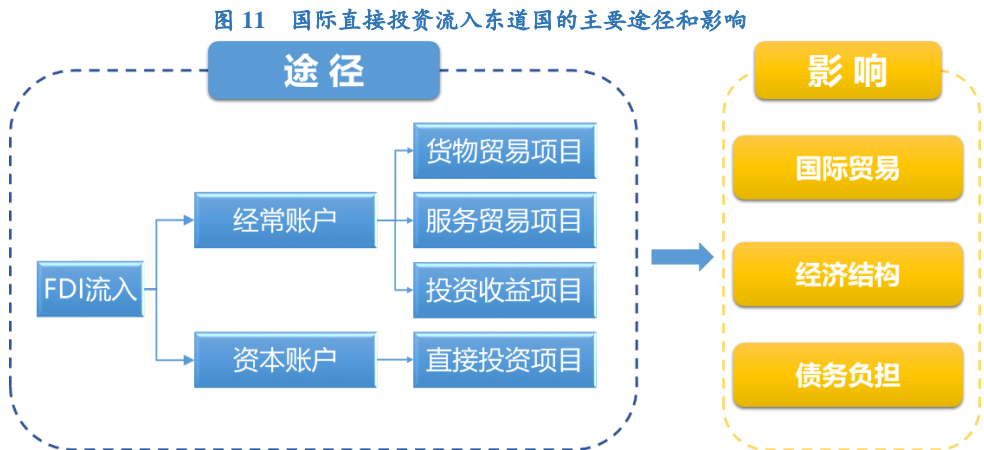 图 11 国际直接投资流入东道国的主要途径和影响
途 径
影 响
货物贸易项目
国际贸易
经常账户
服务贸易项目
经济结构
FDI流入
投资收益项目
资本账户
直接投资项目
债务负担